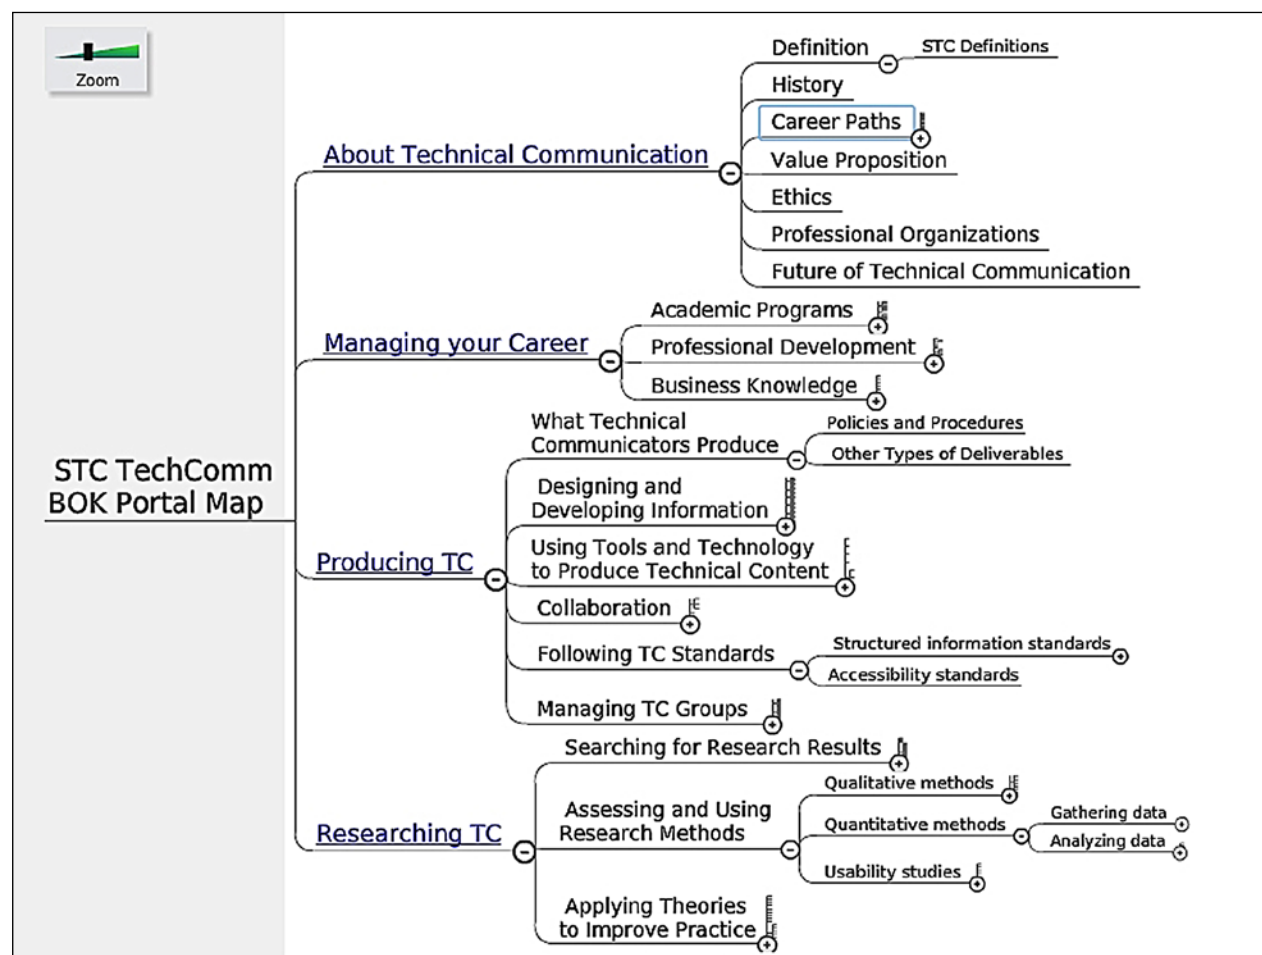 Zoom
STC TechComm
BOK Portal Map
About Technical Communication
Definition
STC Definitions
History
Career Paths
Value Proposition
Ethics
Professional Organizations
Future of Technical Communication
Managing your Career
Academic Programs
Professional Development
Business Knowledge
Producing TC
What Technical
Communicators Produce
Policies and Procedures
Other Types of Deliverables
Designing and
Developing Information
Using Tools and Technology
to Produce Technical Content
Collaboration
Following TC Standards
Structured information standards
Accessibility standards
Managing TC Groups
Researching TC
Searching for Research Results
Assessing and Using
Research Methods
Qualitative methods
Quantitative methods
Gathering data
Analyzing data
Usability studies
Applying Theories
to Improve Practice